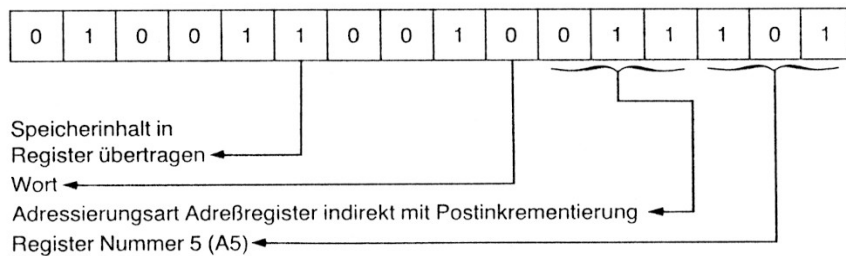 0 1 0 0 1 1 0 0 1 0 0 1 1 1 0 1
Speicherinhalt in
Register übertragen
Wort
Adressierungsart Adreßregister indirekt mit Postinkrementierung
Register Nummer 5 (A5)